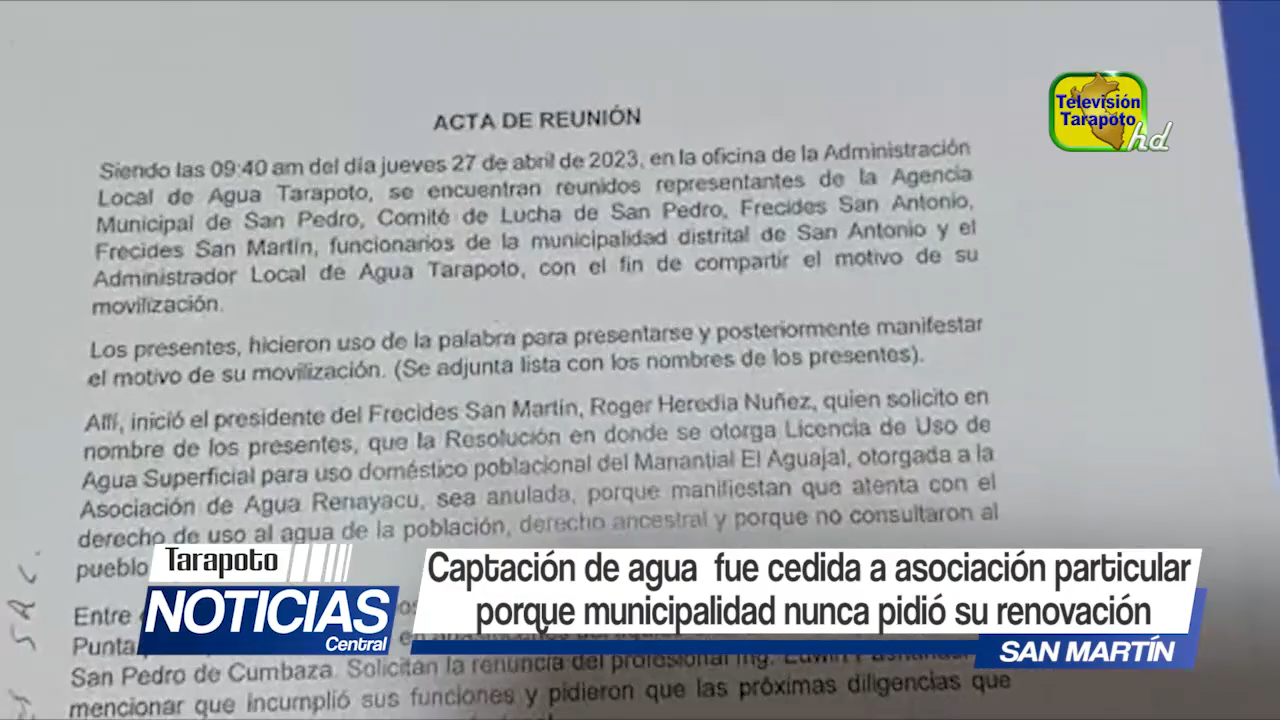 ACTA DE REUNIÓN
Siendo las 09:40 am del día jueves 27 de abril de 2023, en la oficina de la Administración
Local de Agua Tarapoto, se encuentran reunidos representantes de la Agencia
Municipal de San Pedro, Comité de Lucha de San Pedro, Frecides San Antonio,
Frecides San Martín, funcionarios de la municipalidad distrital de San Antonio y el
Administrador Local de Agua Tarapoto, con el fin de compartir el motivo de su
movilización.
Los presentes, hicieron uso de la palabra para presentarse y posteriormente manifestar
el motivo de su movilización. (Se adjunta lista con los nombres de los presentes).
Allí, inició el presidente del Frecides San Martín, Roger Heredia Nuñez, quien solicito en
nombre de los presentes, que la Resolución en donde se otorga Licencia de Uso de
Agua Superficial para uso doméstico poblacional del Manantial El Aguajal, otorgada a la
Asociación de Agua Renayacu, sea anulada, porque manifiestan que atenta con el
derecho de uso al agua de la población, derecho ancestral y porque no consultaron al
pueblo
Entre
Punta
San Pedro de Cumbaza. Solicitan la renuncia del profesional Ing. Edwin
mencionar que incumplió sus funciones y pidieron que las próximas diligencias que
Televisión
Tarapoto
hd
Tarapoto
NOTICIAS
Central
Captación de agua fue cedida a asociación particular
porque municipalidad nunca pidió su renovación
SAN MARTÍN